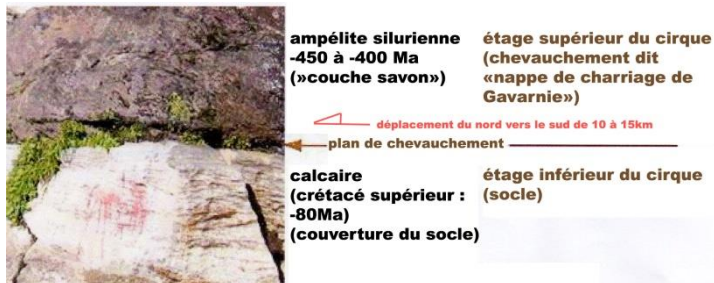 ampélite silurienne
-450 à -400 Ma
(»couche savon»)
étage supérieur du cirque
(chevauchement dit
«nappe de charriage de
Gavarnie»)
déplacement du nord vers le sud de 10 à 15km
plan de chevauchement
calcaire
(crétacé supérieur :
-80Ma)
(couverture du socle)
étage inférieur du cirque
(socle)